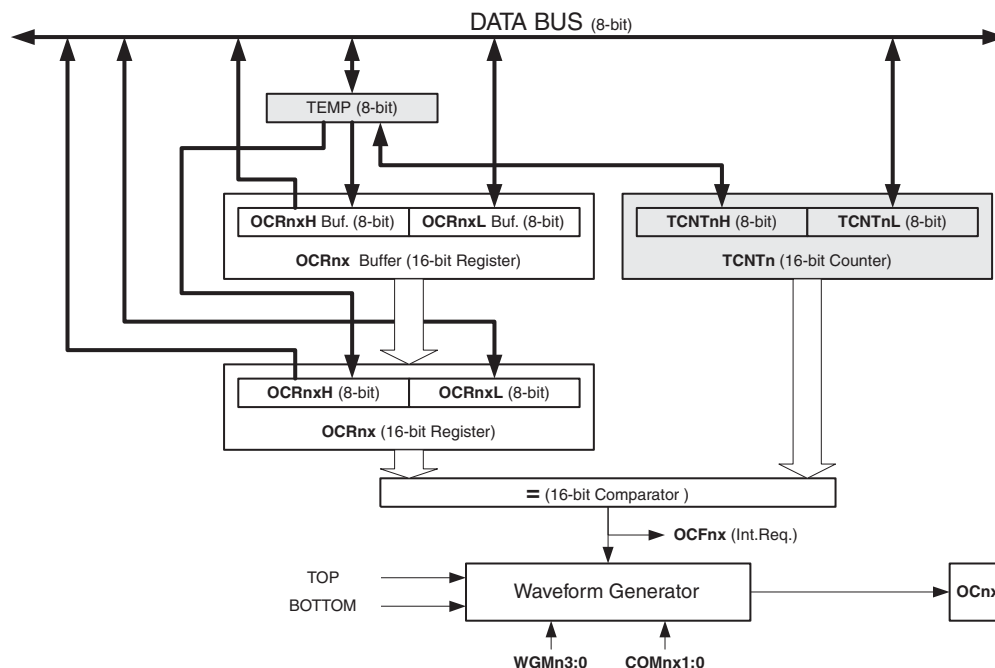 DATA BUS (8-bit)
TEMP (8-bit)
OCRnxH Buf. (8-bit) OCRnxL Buf. (8-bit)
OCRnx Buffer (16-bit Register)
TCNTnH (8-bit) TCNTnL (8-bit)
TCNTn (16-bit Counter)
OCRnxH (8-bit) OCRnxL (8-bit)
OCRnx (16-bit Register)
= (16-bit Comparator )
OCFnx (Int.Req.)
TOP
BOTTOM
Waveform Generator
OCnx
WGMn3:0 COMnx1:0